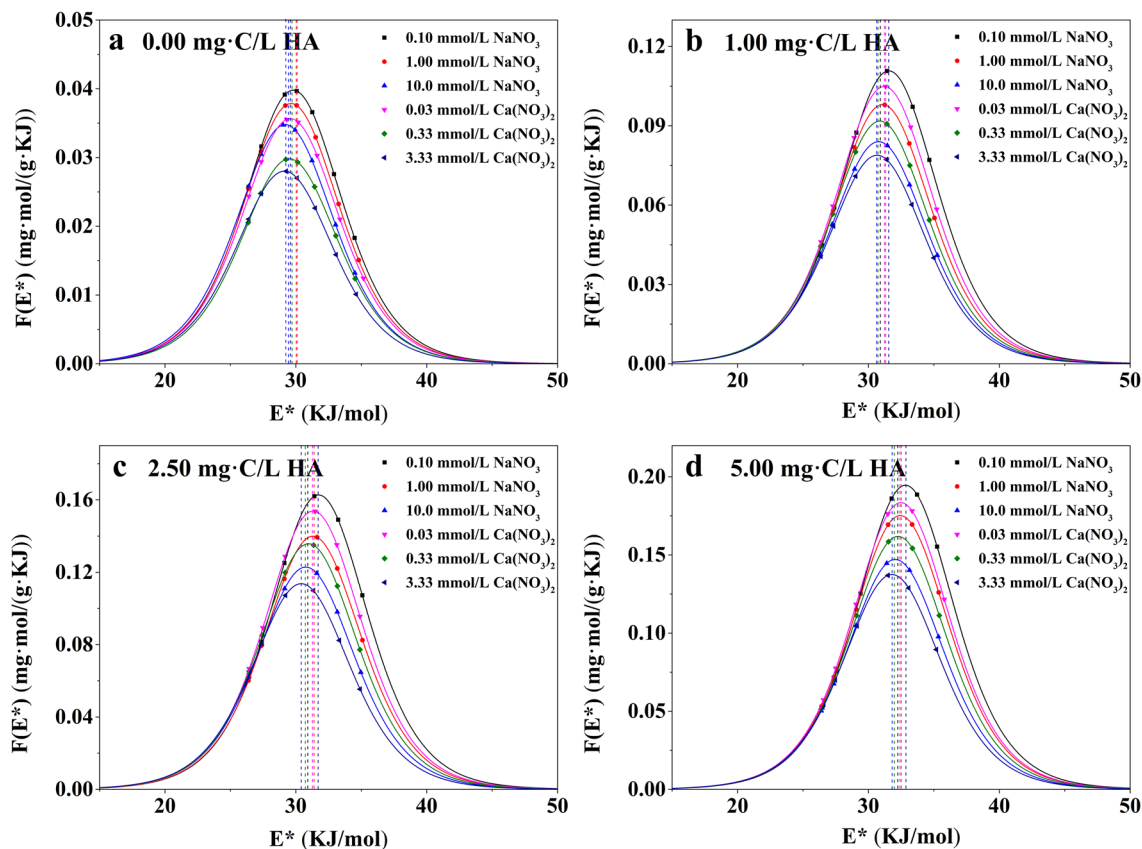 a 0.00 mg·C/L HA
0.10 mmol/L NaNO₃
1.00 mmol/L NaNO₃
10.0 mmol/L NaNO₃
0.03 mmol/L Ca(NO₃)₂
0.33 mmol/L Ca(NO₃)₂
3.33 mmol/L Ca(NO₃)₂
F(E*) (mg·mol/(g·KJ))
0.05
0.04
0.03
0.02
0.01
0.00
20 30 40 50
E* (KJ/mol)
b 1.00 mg·C/L HA
0.10 mmol/L NaNO₃
1.00 mmol/L NaNO₃
10.0 mmol/L NaNO₃
0.03 mmol/L Ca(NO₃)₂
0.33 mmol/L Ca(NO₃)₂
3.33 mmol/L Ca(NO₃)₂
F(E*) (mg·mol/(g·KJ))
0.12
0.09
0.06
0.03
0.00
20 30 40 50
E* (KJ/mol)
c 2.50 mg·C/L HA
0.10 mmol/L NaNO₃
1.00 mmol/L NaNO₃
10.0 mmol/L NaNO₃
0.03 mmol/L Ca(NO₃)₂
0.33 mmol/L Ca(NO₃)₂
3.33 mmol/L Ca(NO₃)₂
F(E*) (mg·mol/(g·KJ))
0.16
0.12
0.08
0.04
0.00
20 30 40 50
E* (KJ/mol)
d 5.00 mg·C/L HA
0.10 mmol/L NaNO₃
1.00 mmol/L NaNO₃
10.0 mmol/L NaNO₃
0.03 mmol/L Ca(NO₃)₂
0.33 mmol/L Ca(NO₃)₂
3.33 mmol/L Ca(NO₃)₂
F(E*) (mg·mol/(g·KJ))
0.20
0.15
0.10
0.05
0.00
20 30 40 50
E* (KJ/mol)